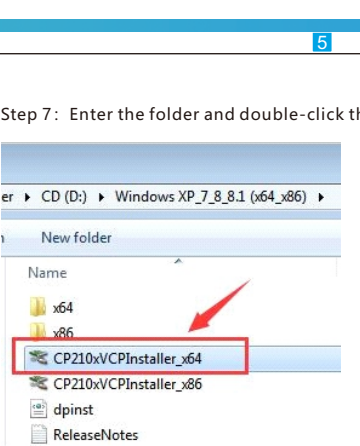 5
Step 7: Enter the folder and double-click
er ▸ CD (D:) ▸ Windows XP_7_8_8.1 (x64_x86) ▸
New folder
Name
x64
x86
CP210xVCPInstaller_x64
CP210xVCPInstaller_x86
dpinst
ReleaseNotes